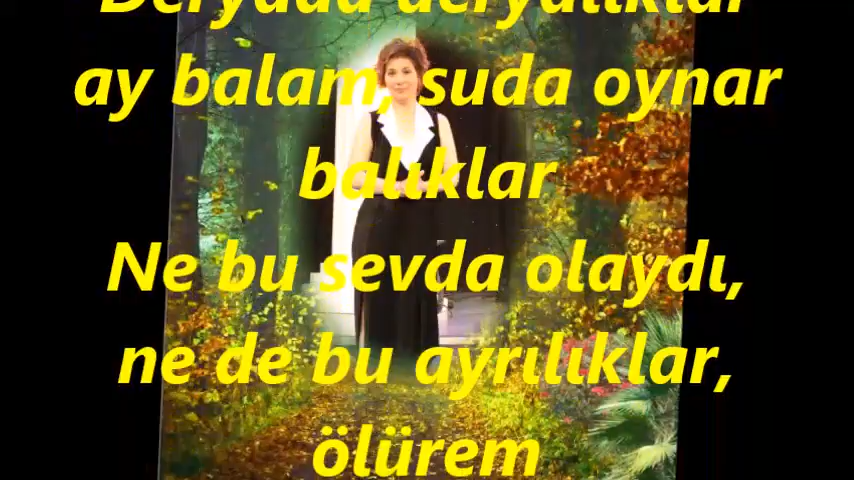 Deryada deryalıklar
ay balam, suda oynar
balıklar
Ne bu sevda olaydı,
ne de bu ayrılıklar,
ölürem